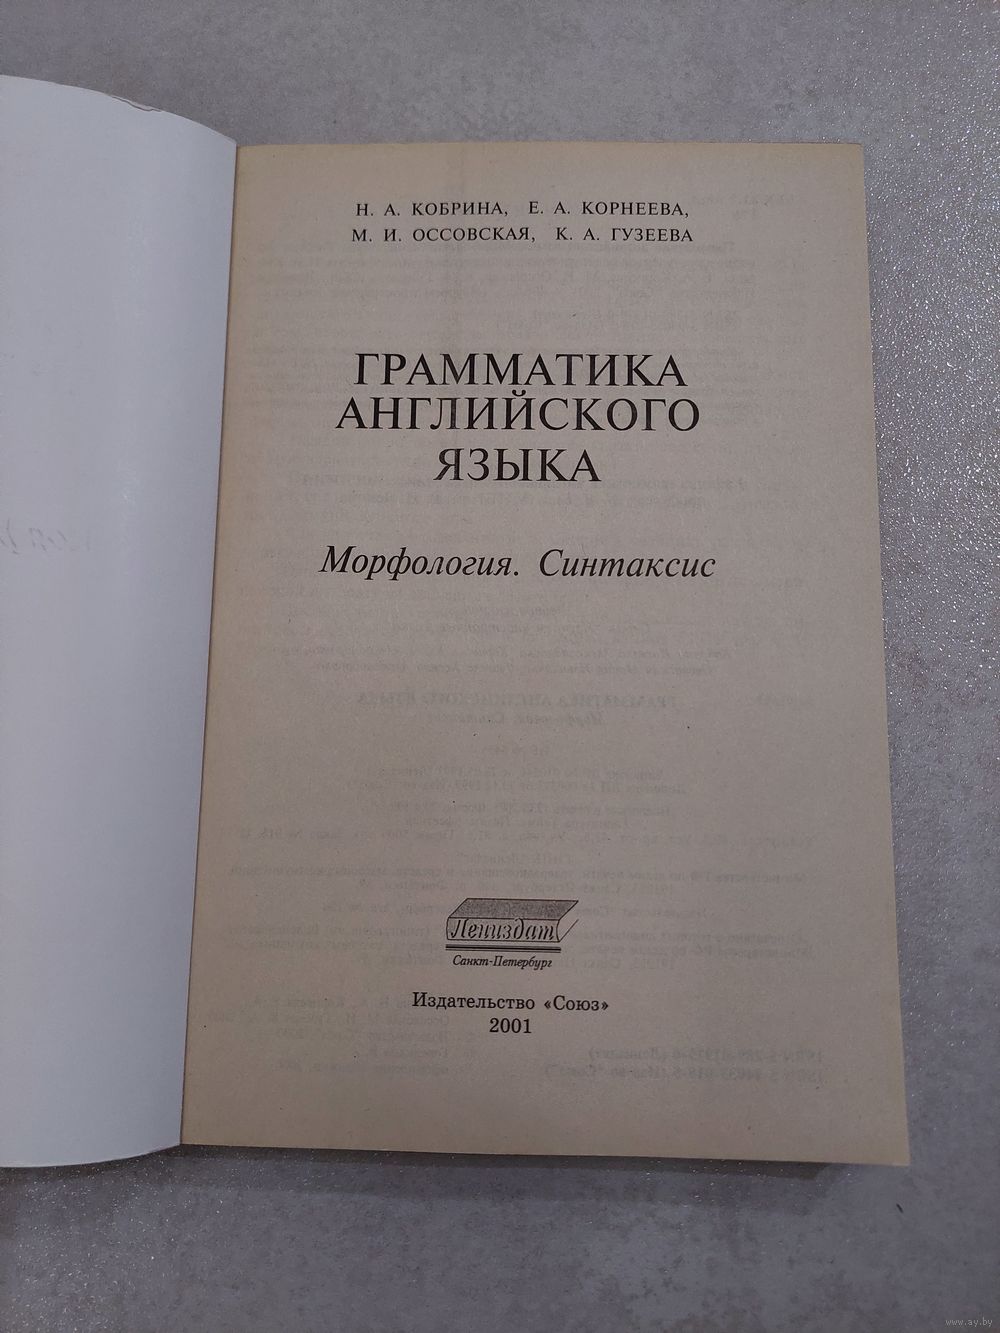 Н. А. КОБРИНА, Е. А. КОРНЕЕВА,
М. И. ОССОВСКАЯ, К. А. ГУЗЕЕВА
ГРАММАТИКА
АНГЛИЙСКОГО
ЯЗЫКА
Морфология. Синтаксис
Лениздат
Санкт-Петербург
Издательство «Союз»
2001
www.ay.by